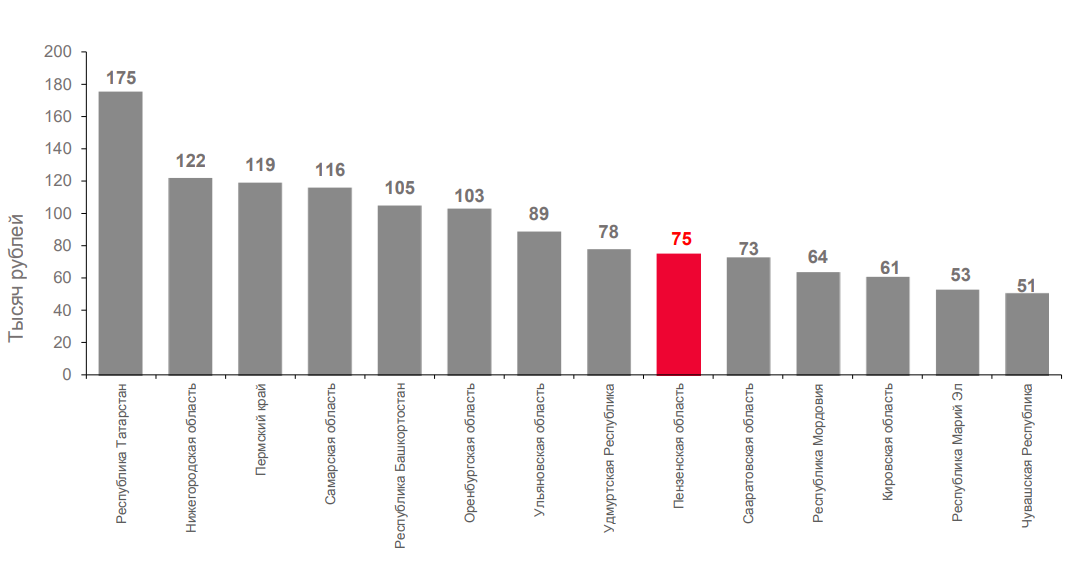 Тысяч рублей
200
180
160
140
120
100
80
60
40
20
0
175
122
119
116
105
103
89
78
75
73
64
61
53
51
Республика Татарстан
Нижегородская область
Пермский край
Самарская область
Республика Башкортостан
Оренбургская область
Ульяновская область
Удмуртская Республика
Пензенская область
Сааратовская область
Республика Мордовия
Кировская область
Республика Марий Эл
Чувашская Республика